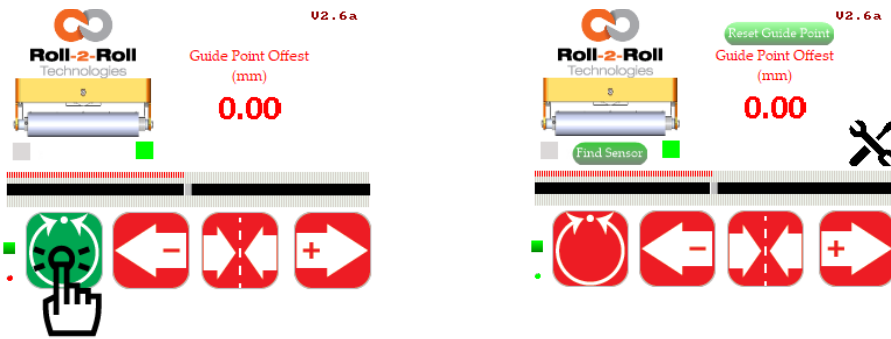 V2.6a
Roll-2-Roll
Technologies
Guide Point Offest
(mm)
0.00
V2.6a
Reset Guide Point
Roll-2-Roll
Technologies
Guide Point Offest
(mm)
0.00
Find Sensor